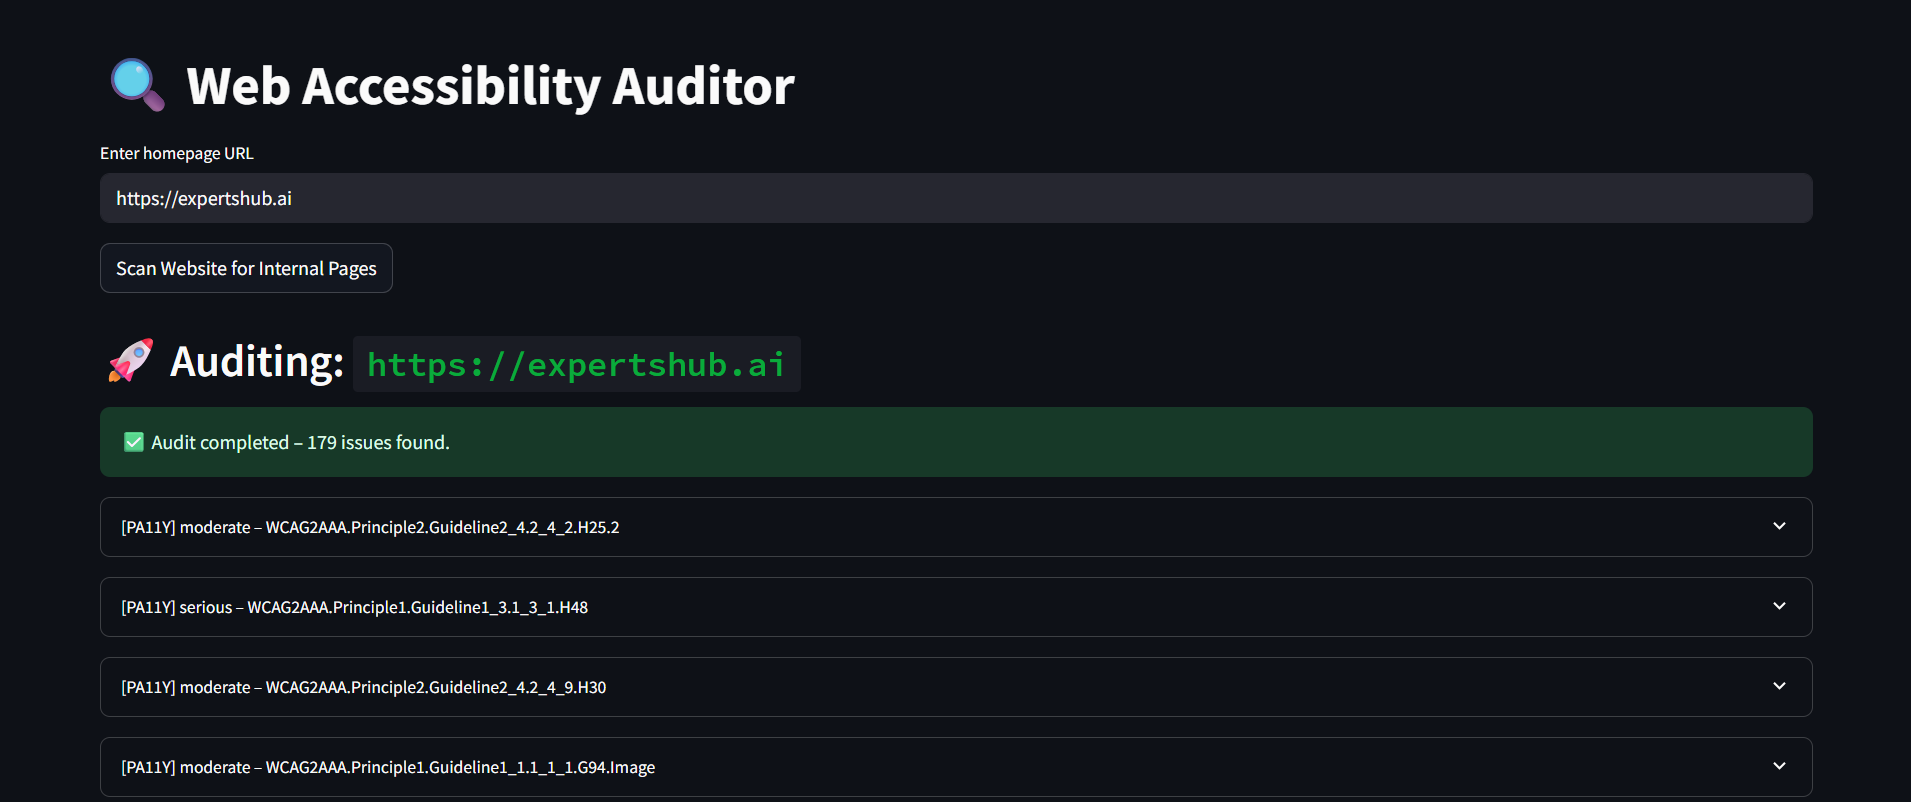 Web Accessibility Auditor
Enter homepage URL
https://expertshub.ai
Scan Website for Internal Pages
Auditing: https://expertshub.ai
Audit completed – 179 issues found.
[PA11Y] moderate – WCAG2AAA.Principle2.Guideline2_4.2_4_2.H25.2
[PA11Y] serious – WCAG2AAA.Principle1.Guideline1_3.1_3_1.H48
[PA11Y] moderate – WCAG2AAA.Principle2.Guideline2_4.2_4_9.H30
[PA11Y] moderate – WCAG2AAA.Principle1.Guideline1_1.1_1_1.G94.Image